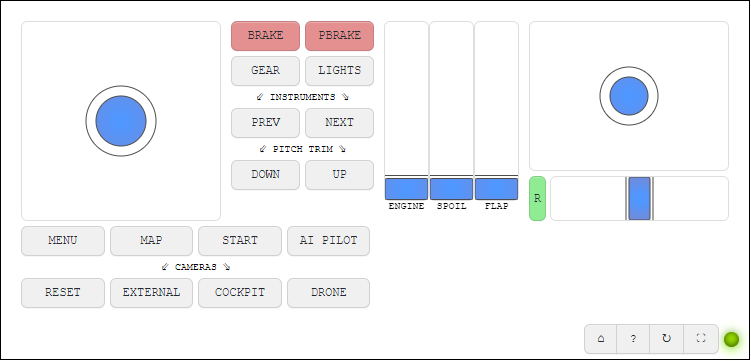 BRAKE PBRAKE
GEAR LIGHTS
⇙ INSTRUMENTS ⇘
PREV NEXT
⇙ PITCH TRIM ⇘
DOWN UP
ENGINE SPOIL FLAP
R
MENU MAP START AI PILOT
⇙ CAMERAS ⇘
RESET EXTERNAL COCKPIT DRONE
?